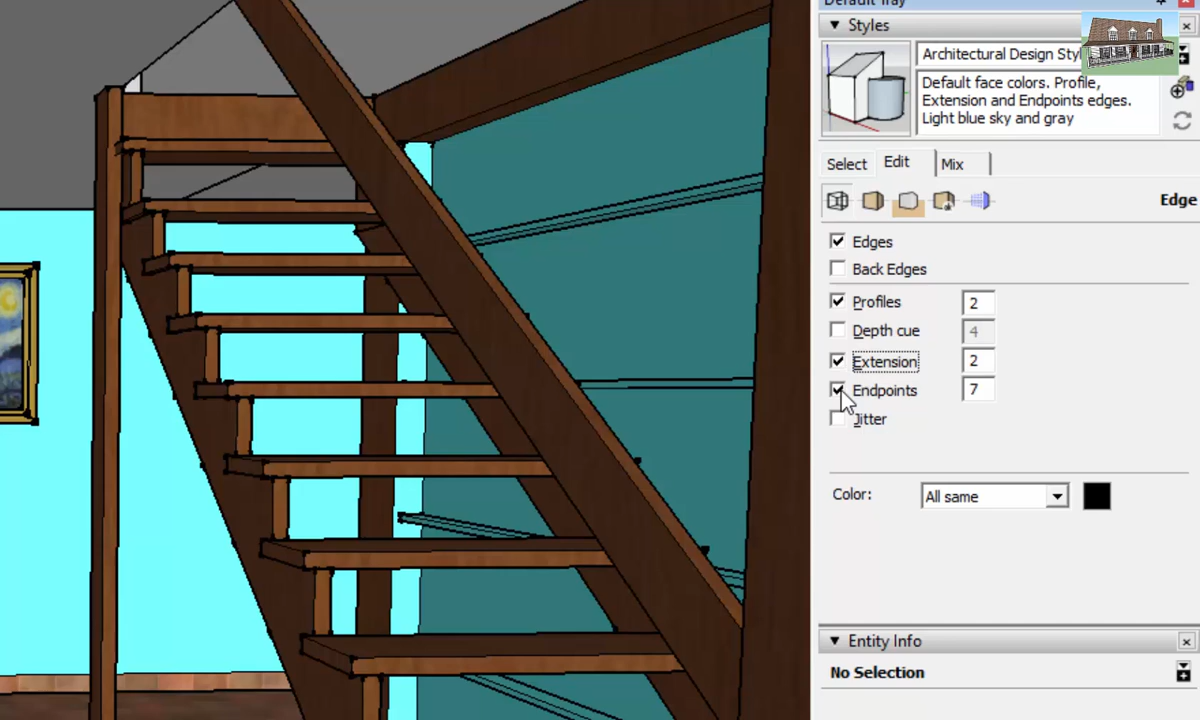 Default Tray
Styles
Architectural Design Sty
Default face colors. Profile,
Extension and Endpoints edges.
Light blue sky and gray
Select Edit Mix
Edge
Edges
Back Edges
Profiles 2
Depth cue 4
Extension 2
Endpoints 7
Jitter
Color: All same
Entity Info
No Selection